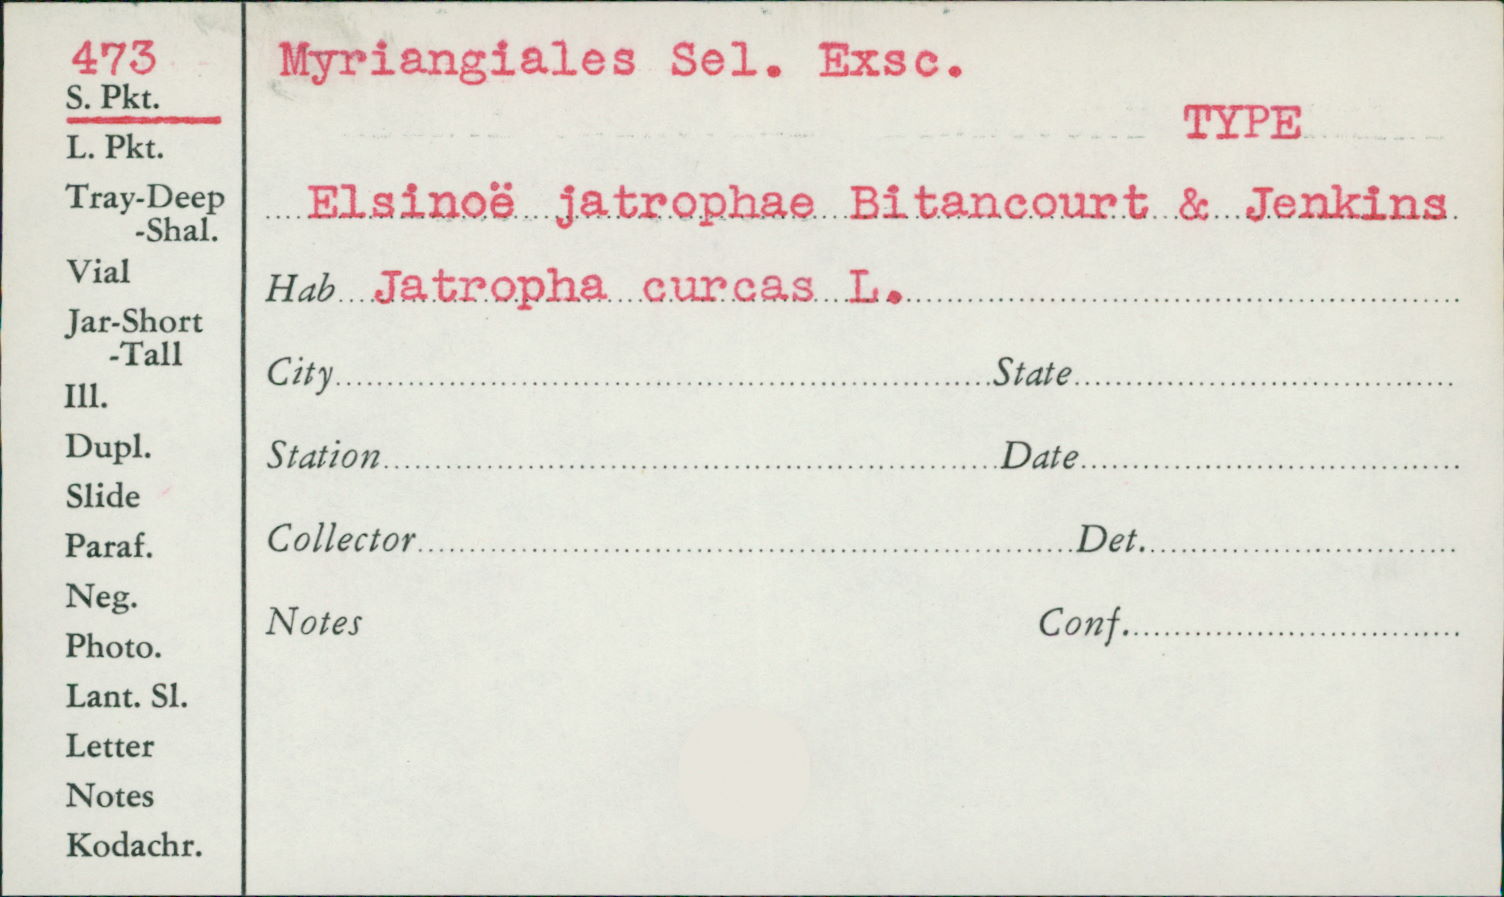 473
S. Pkt.
L. Pkt.
Tray-Deep
-Shal.
Vial
Jar-Short
-Tall
Ill.
Dupl.
Slide
Paraf.
Neg.
Photo.
Lant. Sl.
Letter
Notes
Kodachr.
Myriangiales Sel. Exsc.
TYPE
Elsinoë jatrophae Bitancourt & Jenkins
Hab Jatropha curcas L.
City State
Station Date
Collector Det.
Notes Conf.